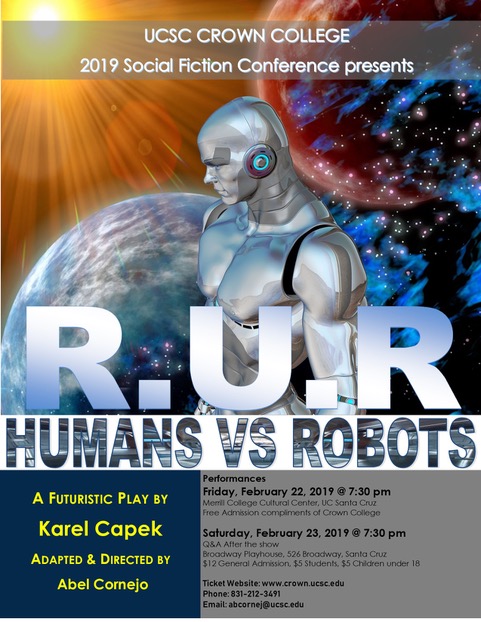 UCSC CROWN COLLEGE
2019 Social Fiction Conference presents
R.U.R
HUMANS VS ROBOTS
A FUTURISTIC PLAY BY
Karel Capek
ADAPTED & DIRECTED BY
Abel Cornejo
Performances
Friday, February 22, 2019 @ 7:30 pm
Merrill College Cultural Center, UC Santa Cruz
Free Admission compliments of Crown College
Saturday, February 23, 2019 @ 7:30 pm
Q&A After the show
Broadway Playhouse, 526 Broadway, Santa Cruz
$12 General Admission, $5 Students, $5 Children under 18
Ticket Website: www.crown.ucsc.edu
Phone: 831-212-3491
Email: abcornej@ucsc.edu